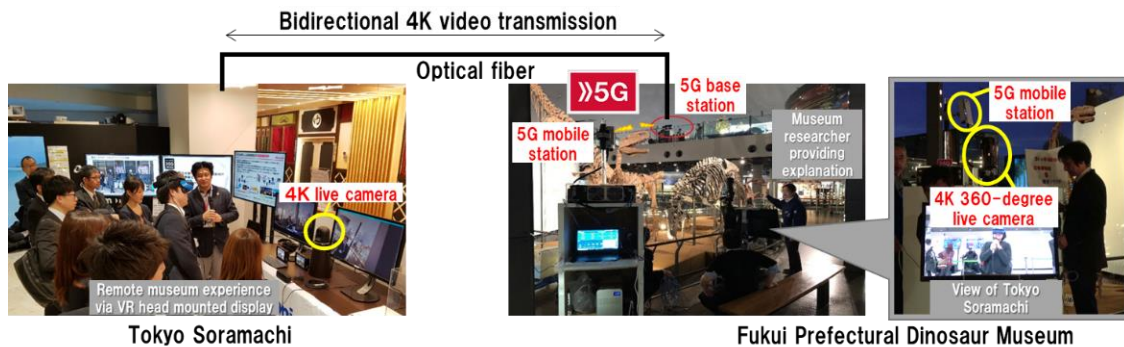 Bidirectional 4K video transmission
Optical fiber
»5G
5G base
station
5G mobile
station
Museum
researcher
providing
explanation
5G mobile
station
4K live camera
4K 360-degree
live camera
Remote museum experience
via VR head mounted display
View of Tokyo
Soramachi
Tokyo Soramachi
Fukui Prefectural Dinosaur Museum